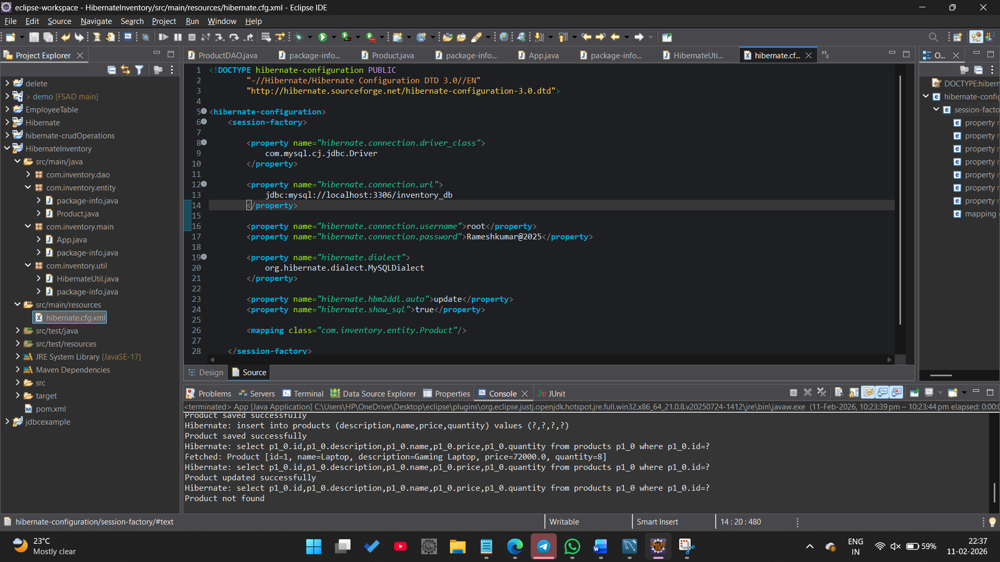 eclipse-workspace - HibernateInventory/src/main/resources/hibernate.cfg.xml - Eclipse IDE
File Edit Source Navigate Search Project Run Window Help
Project Explorer
delete
> demo [FSAD main]
EmployeeTable
Hibernate
hibernate-crudOperations
HibernateInventory
src/main/java
com.inventory.dao
com.inventory.entity
package-info.java
Product.java
com.inventory.main
App.java
package-info.java
com.inventory.util
HibernateUtil.java
package-info.java
src/main/resources
hibernate.cfg.xml
src/test/java
src/test/resources
JRE System Library [JavaSE-17]
Maven Dependencies
src
target
pom.xml
jdbcexample
ProductDAO.java package-info... Product.java package-info... App.java package-info... HibernateUti... hibernate.cf... »6
1 <!DOCTYPE hibernate-configuration PUBLIC
2 "-//Hibernate/Hibernate Configuration DTD 3.0//EN"
3 "http://hibernate.sourceforge.net/hibernate-configuration-3.0.dtd">
4
5 <hibernate-configuration>
6 <session-factory>
7
8 <property name="hibernate.connection.driver_class">
9 com.mysql.cj.jdbc.Driver
10 </property>
11
12 <property name="hibernate.connection.url">
13 jdbc:mysql://localhost:3306/inventory_db
14 </property>
15
16 <property name="hibernate.connection.username">root</property>
17 <property name="hibernate.connection.password">Rameshkumar@2025</property>
18
19 <property name="hibernate.dialect">
20 org.hibernate.dialect.MySQLDialect
21 </property>
22
23 <property name="hibernate.hbm2ddl.auto">update</property>
24 <property name="hibernate.show_sql">true</property>
25
26 <mapping class="com.inventory.entity.Product"/>
27
28 </session-factory>
Design Source
O...
DOCTYPE:hibern
hibernate-config
session-facto
property
property
property
property
property
property
property
mapping
Problems Servers Terminal Data Source Explorer Properties Console JUnit
<terminated> App [Java Application] C:\Users\HP\OneDrive\Desktop\eclipse\plugins\org.eclipse.justj.openjdk.hotspot.jre.full.win32.x86_64_21.0.8.v20250724-1412\jre\bin\javaw.exe (11-Feb-2026, 10:23:39 pm – 10:23:44 pm elapsed: 0:00:0
Product saved successfully
Hibernate: insert into products (description,name,price,quantity) values (?,?,?,?)
Product saved successfully
Hibernate: select p1_0.id,p1_0.description,p1_0.name,p1_0.price,p1_0.quantity from products p1_0 where p1_0.id=?
Fetched: Product [id=1, name=Laptop, description=Gaming Laptop, price=72000.0, quantity=8]
Hibernate: select p1_0.id,p1_0.description,p1_0.name,p1_0.price,p1_0.quantity from products p1_0 where p1_0.id=?
Product updated successfully
Hibernate: select p1_0.id,p1_0.description,p1_0.name,p1_0.price,p1_0.quantity from products p1_0 where p1_0.id=?
Product not found
hibernate-configuration/session-factory/#text
Writable
Smart Insert
14 : 20 : 480
23°C
Mostly clear
ENG
IN
59%
22:37
11-02-2026